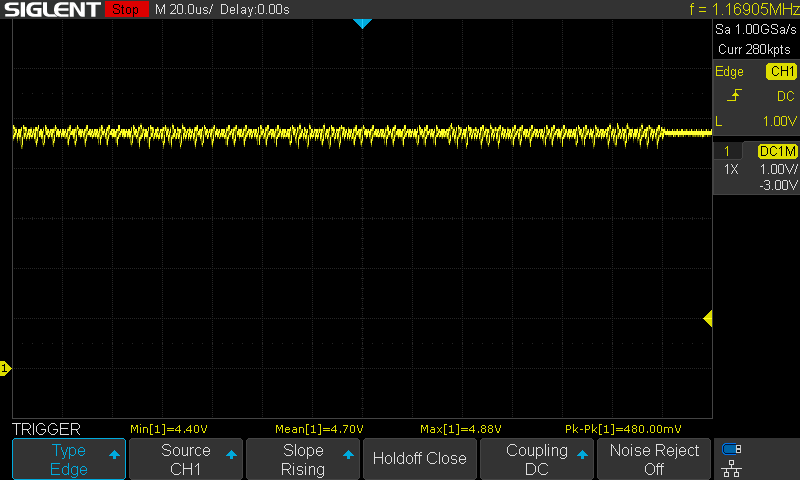 SIGLENT Stop M 20.0us/ Delay:0.00s f = 1.16905MHz
Sa 1.00GSa/s
Curr 280kpts
Edge CH1
DC
L 1.00V
1 DC1M
1X 1.00V/
-3.00V
1
TRIGGER Min[1]=4.40V Mean[1]=4.70V Max[1]=4.88V Pk-Pk[1]=480.00mV
Type Source Slope Holdoff Close Coupling Noise Reject
Edge CH1 Rising DC Off